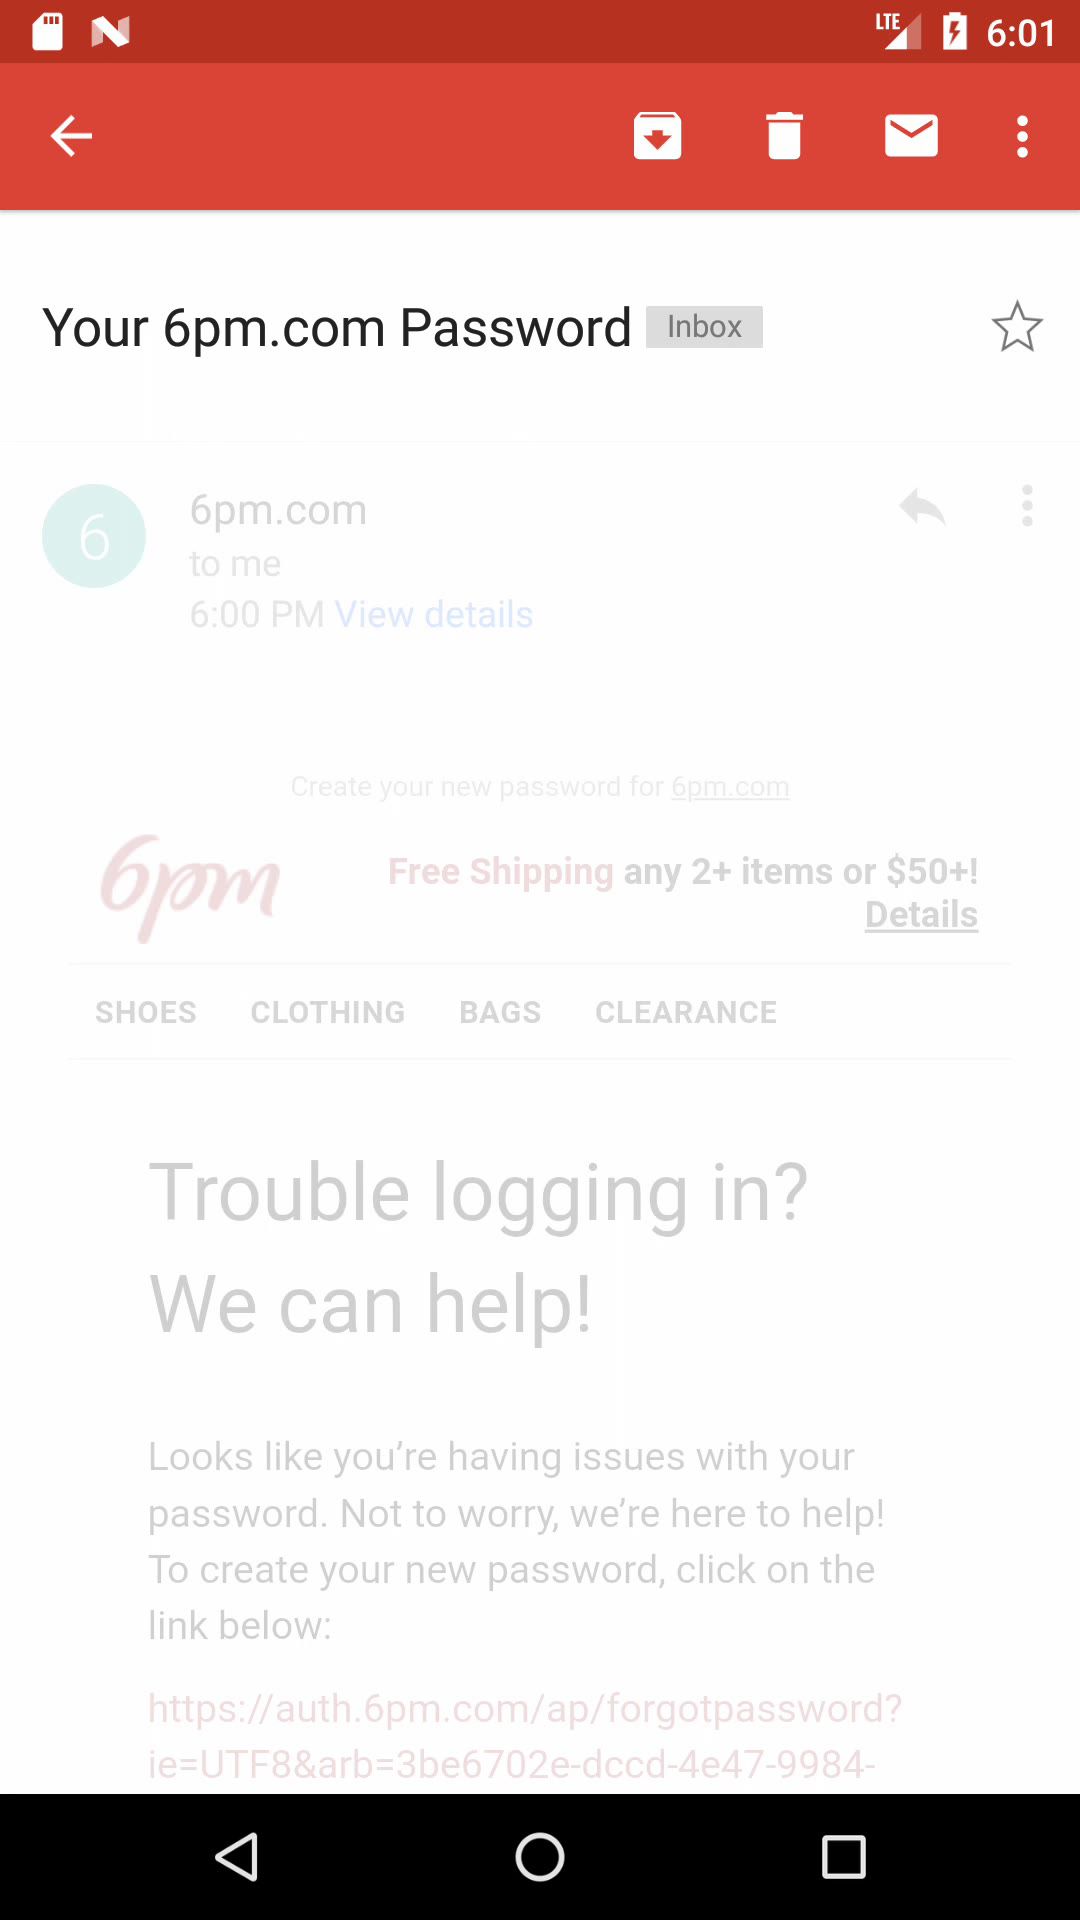 LTE 6:01
Your 6pm.com Password Inbox
6 6pm.com
to me
6:00 PM View details
Create your new password for 6pm.com
6pm Free Shipping any 2+ items or $50+!
Details
SHOES CLOTHING BAGS CLEARANCE
Trouble logging in?
We can help!
Looks like you’re having issues with your
password. Not to worry, we’re here to help!
To create your new password, click on the
link below:
https://auth.6pm.com/ap/forgotpassword?
ie=UTF8&arb=3be6702e-dccd-4e47-9984-